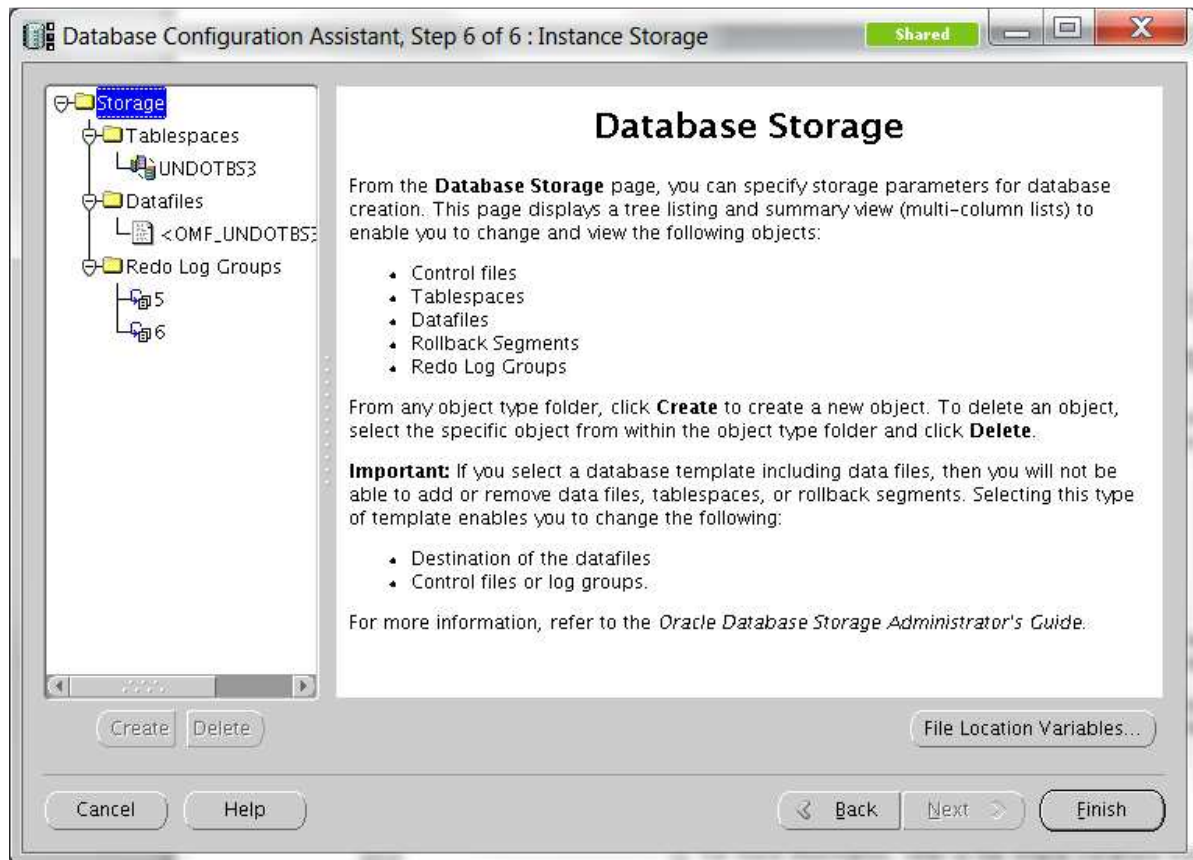 Database Configuration Assistant, Step 6 of 6 : Instance Storage
Shared
Storage
Tablespaces
UNDOTBS3
Datafiles
<OMF_UNDOTBS3
Redo Log Groups
5
6
Database Storage
From the Database Storage page, you can specify storage parameters for database
creation. This page displays a tree listing and summary view (multi-column lists) to
enable you to change and view the following objects:
• Control files
• Tablespaces
• Datafiles
• Rollback Segments
• Redo Log Groups
From any object type folder, click Create to create a new object. To delete an object,
select the specific object from within the object type folder and click Delete.
Important: If you select a database template including data files, then you will not be
able to add or remove data files, tablespaces, or rollback segments. Selecting this type
of template enables you to change the following:
• Destination of the datafiles
• Control files or log groups.
For more information, refer to the Oracle Database Storage Administrator's Guide.
Create
Delete
File Location Variables...
Cancel
Help
Back
Next
Finish